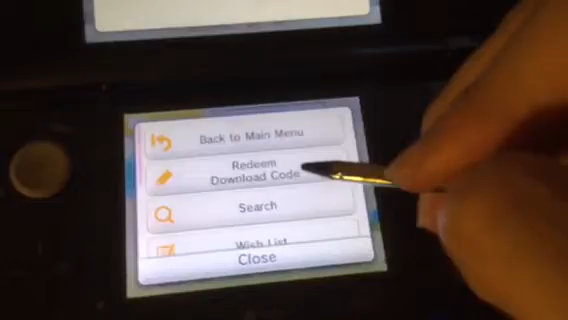 Back to Main Menu
Redeem
Download Code
Search
Wish List
Close